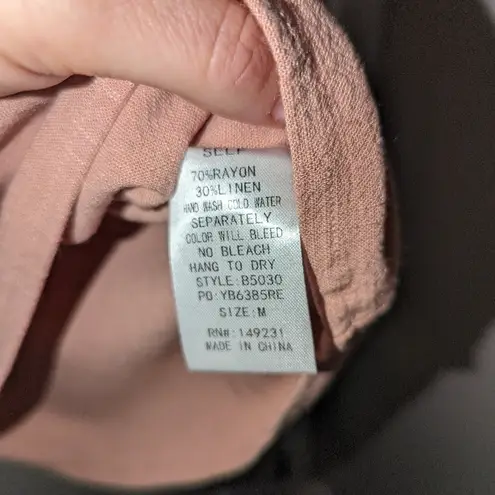 SELF
70%RAYON
30%LINEN
HAND WASH COLD WATER
SEPARATELY
COLOR WILL BLEED
NO BLEACH
HANG TO DRY
STYLE:B5030
PO:YB6385RE
SIZE:M
RN#:149231
MADE IN CHINA